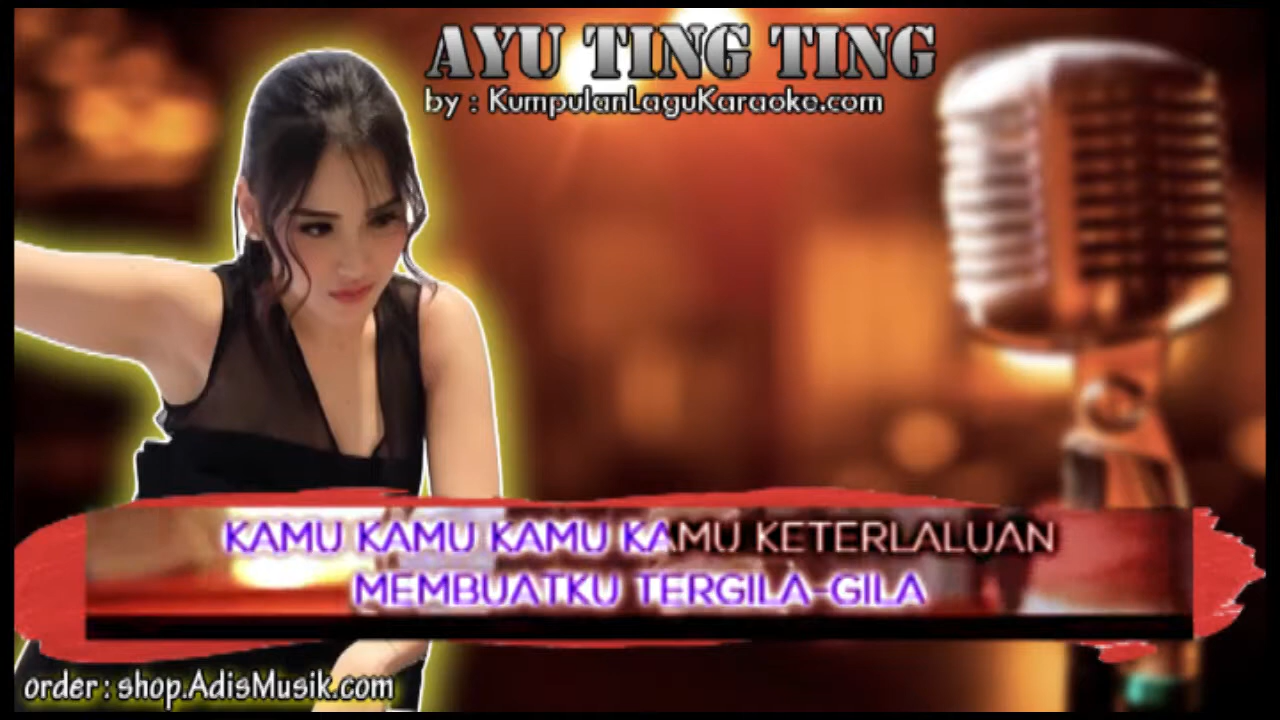 AYU TING TING
by : KumpulanLaguKaraoke.com
KAMU KAMU KAMU KAMU KETERLALUAN
MEMBUATKU TERGILA-GILA
order : shop.AdisMusik.com